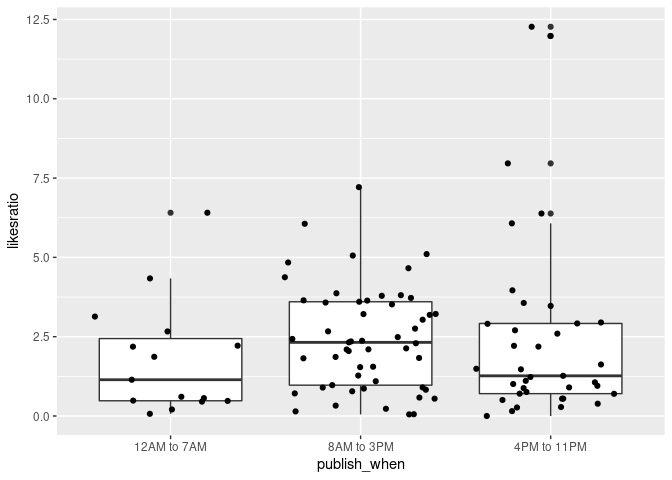 12.5
10.0
7.5
5.0
2.5
0.0
likesratio
12AM to 7AM
8AM to 3PM
4PM to 11PM
publish_when